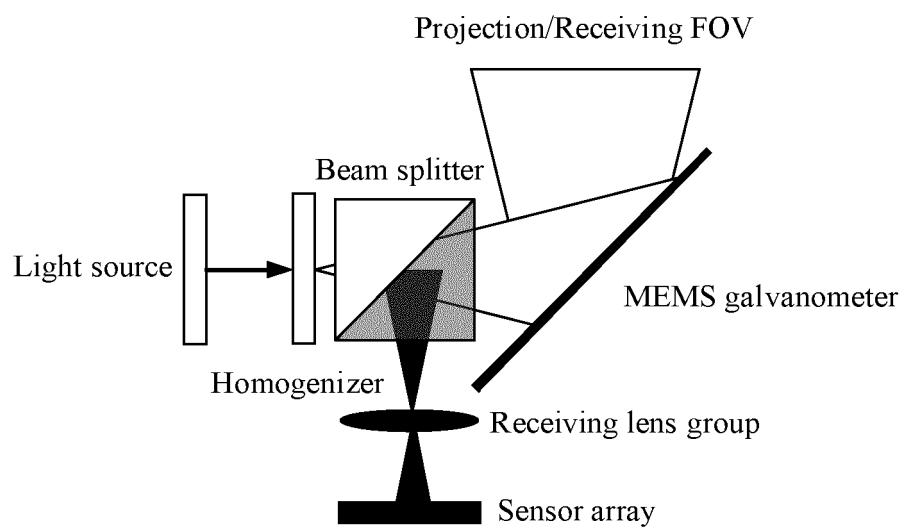 Projection/Receiving FOV
Beam splitter
Light source
MEMS galvanometer
Homogenizer
Receiving lens group
Sensor array